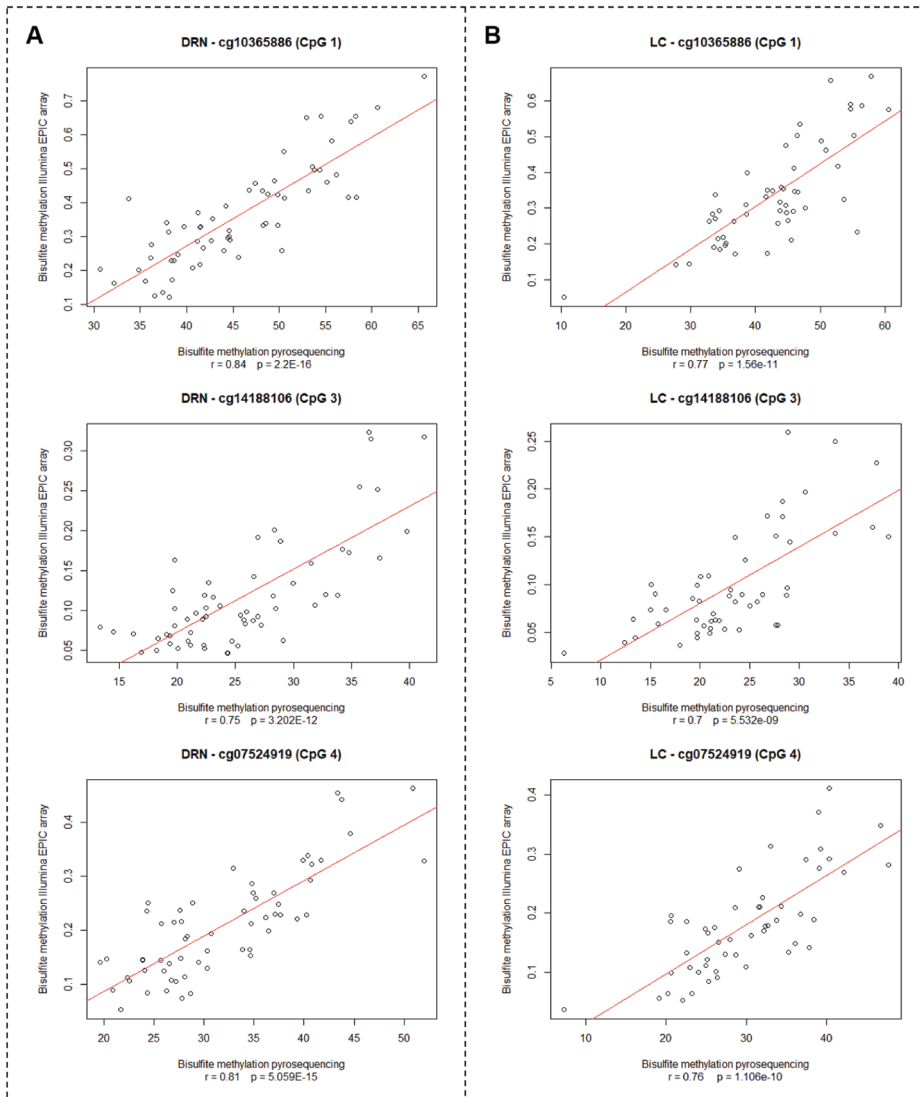 A
DRN - cg10365886 (CpG 1)
Bisulfite methylation Illumina EPIC array
0.7
0.6
0.5
0.4
0.3
0.2
0.1
30 35 40 45 50 55 60 65
Bisulfite methylation pyrosequencing
r = 0.84 p = 2.2E-16
DRN - cg14188106 (CpG 3)
Bisulfite methylation Illumina EPIC array
0.30
0.25
0.20
0.15
0.10
0.05
15 20 25 30 35 40
Bisulfite methylation pyrosequencing
r = 0.75 p = 3.202E-12
DRN - cg07524919 (CpG 4)
Bisulfite methylation Illumina EPIC array
0.4
0.3
0.2
0.1
20 25 30 35 40 45 50
Bisulfite methylation pyrosequencing
r = 0.81 p = 5.059E-15
B
LC - cg10365886 (CpG 1)
Bisulfite methylation Illumina EPIC array
0.6
0.5
0.4
0.3
0.2
0.1
10 20 30 40 50 60
Bisulfite methylation pyrosequencing
r = 0.77 p = 1.56e-11
LC - cg14188106 (CpG 3)
Bisulfite methylation Illumina EPIC array
0.25
0.20
0.15
0.10
0.05
5 10 15 20 25 30 35 40
Bisulfite methylation pyrosequencing
r = 0.7 p = 5.532e-09
LC - cg07524919 (CpG 4)
Bisulfite methylation Illumina EPIC array
0.4
0.3
0.2
0.1
10 20 30 40
Bisulfite methylation pyrosequencing
r = 0.76 p = 1.106e-10